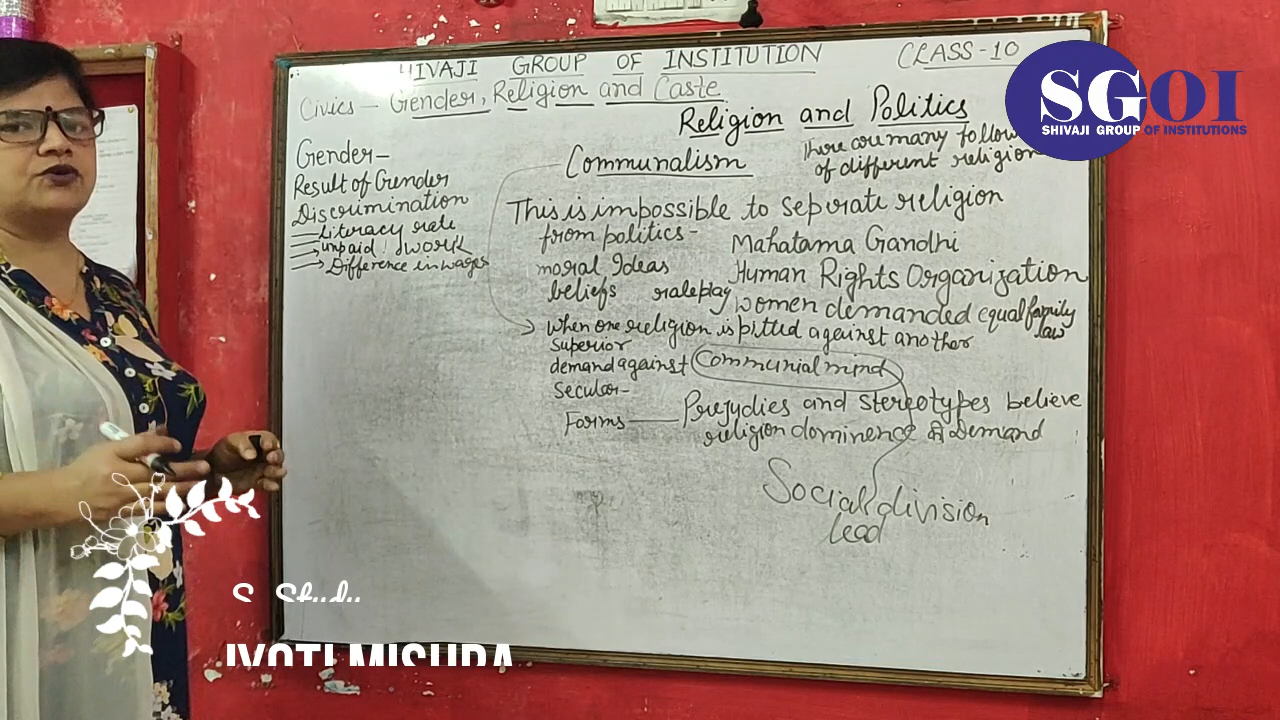 SHIVAJI GROUP OF INSTITUTION CLASS-10
Civics — Gender, Religion and Caste
SGOI
SHIVAJI GROUP OF INSTITUTIONS
Religion and Politics
There are many follow
of different religion
Gender—
Result of Gender
Discrimination
literacy rate
unpaid work
Difference in wages
Communalism
This is impossible to seperate religion
from politics-
moral Ideas
beliefs roleplay
Mahatama Gandhi
Human Rights Organization
women demanded equal family
law
when one religion is pitted against another
superior
demand against Communial mind
secular-
Forms — Prejudies and stereotypes believe
religion dominence की Demand
Social division
lead
S. Study
JYOTI MISHRA